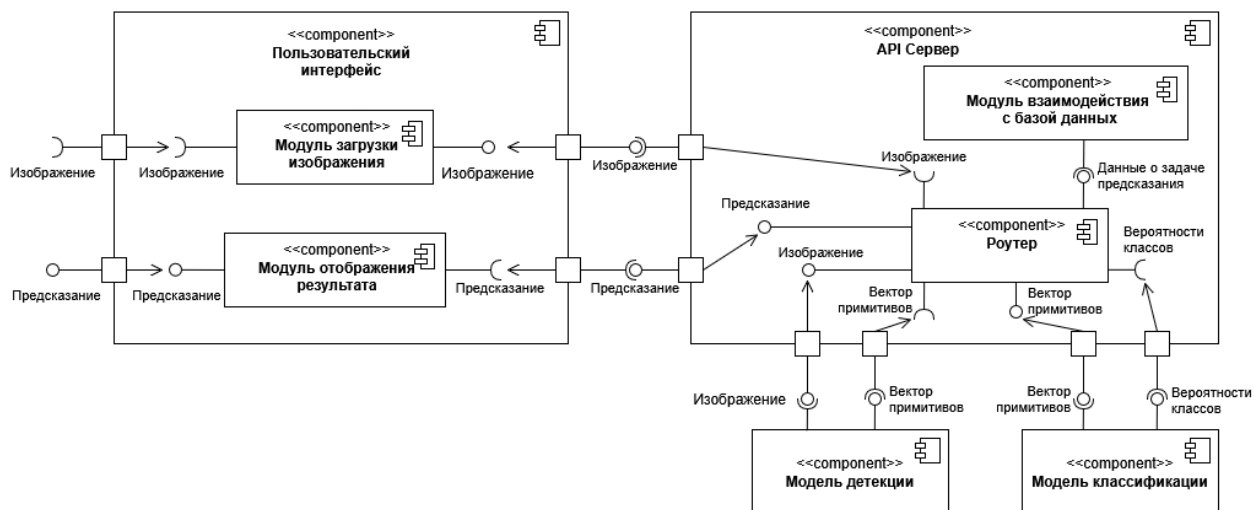 <<component>>
Пользовательский
интерфейс
<<component>>
Модуль загрузки
изображения
Изображение
Изображение
Изображение
Изображение
<<component>>
Модуль отображения
результата
Предсказание
Предсказание
Предсказание
Предсказание
<<component>>
API Сервер
<<component>>
Модуль взаимодействия
с базой данных
Изображение
Данные о задаче
предсказания
Предсказание
<<component>>
Роутер
Изображение
Вероятности
классов
Вектор
примитивов
Вектор
примитивов
Изображение
Вектор
примитивов
Вектор
примитивов
Вероятности
классов
<<component>>
Модель детекции
<<component>>
Модель классификации